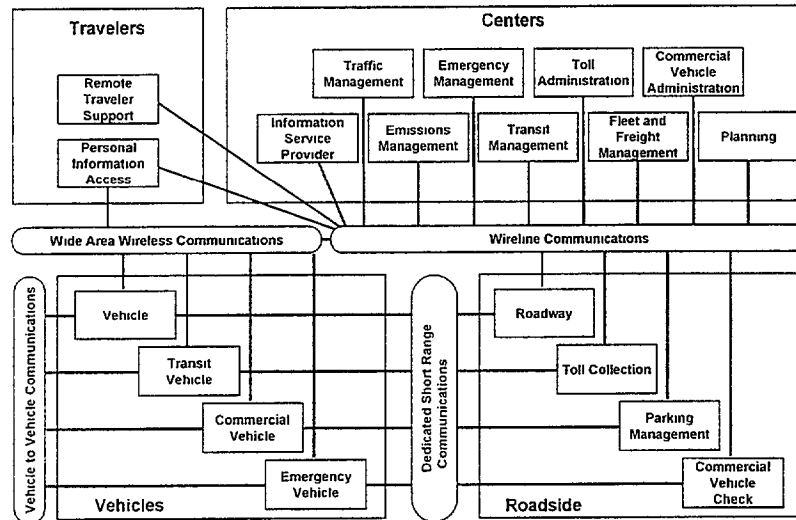 Travelers
Remote
Traveler
Support
Personal
Information
Access
Centers
Traffic
Management
Emergency
Management
Toll
Administration
Commercial
Vehicle
Administration
Information
Service
Provider
Emissions
Management
Transit
Management
Fleet and
Freight
Management
Planning
Wide Area Wireless Communications
Wireline Communications
Vehicle to Vehicle Communications
Vehicle
Transit
Vehicle
Commercial
Vehicle
Emergency
Vehicle
Vehicles
Dedicated Short Range
Communications
Roadway
Toll Collection
Parking
Management
Commercial
Vehicle
Check
Roadside